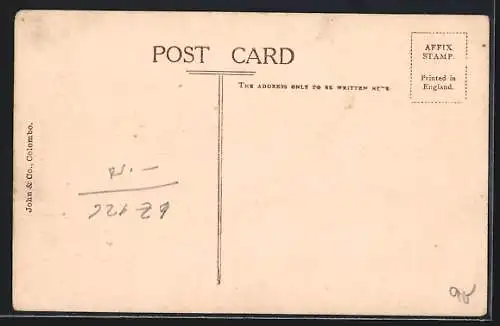 POST CARD
THE ADDRESS ONLY TO BE WRITTEN HERE
AFFIX
STAMP.
Printed in
England.
John & Co., Colombo.